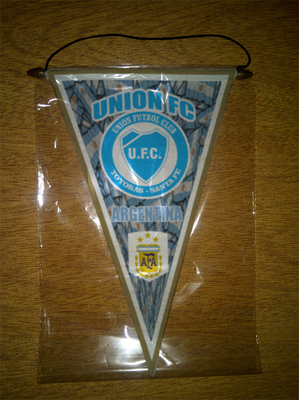 UNION FC
UNION FUTBOL CLUB
U.F.C.
TOTORAS - SANTA FE
ARGENTINA
AFA